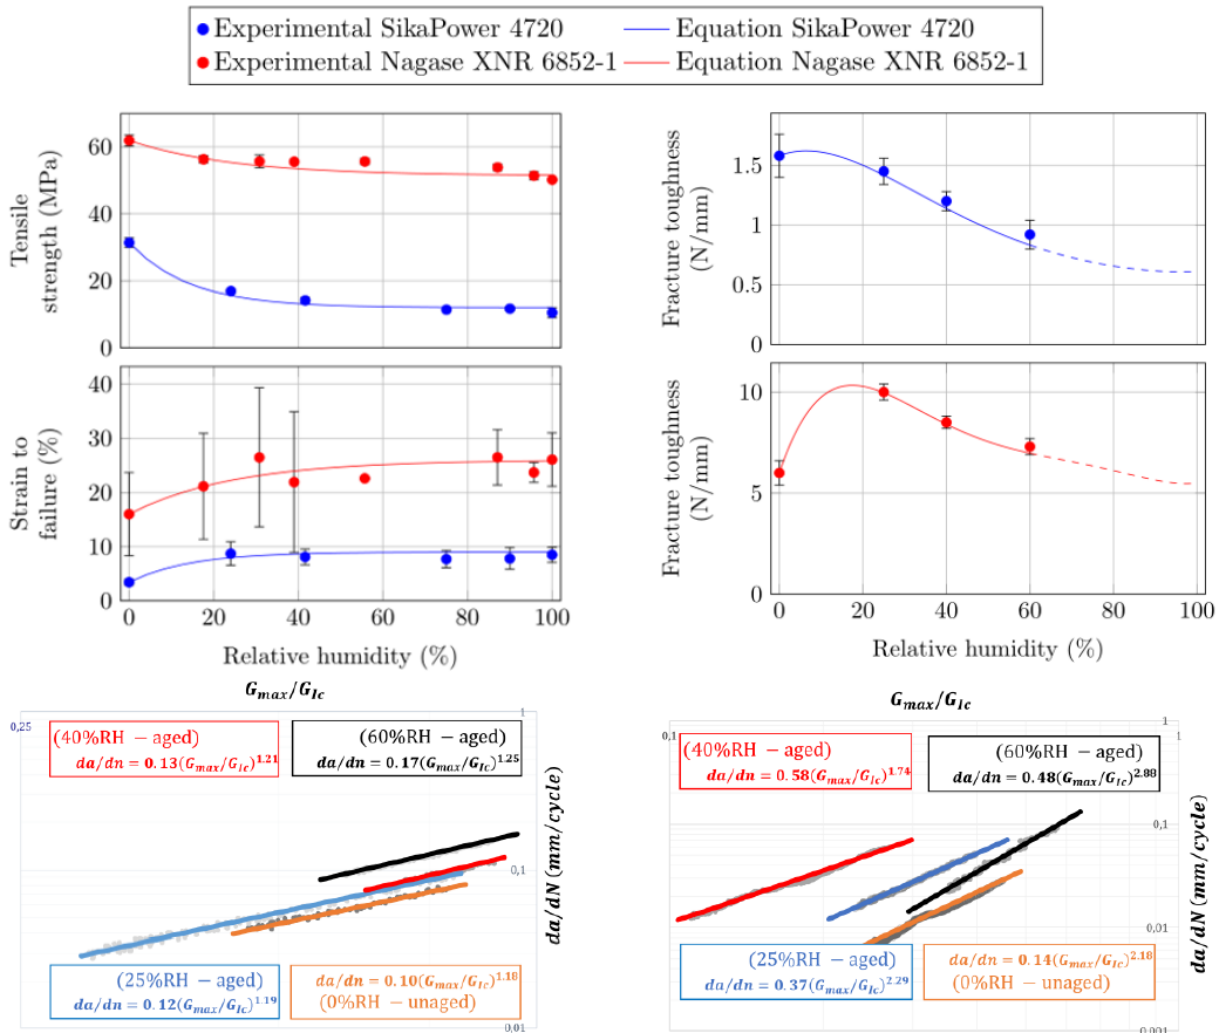 Experimental SikaPower 4720
Equation SikaPower 4720
Experimental Nagase XNR 6852-1
Equation Nagase XNR 6852-1
Tensile
strength (MPa)
60
40
20
0
Strain to
failure (%)
40
30
20
10
0
0 20 40 60 80 100
Relative humidity (%)
Fracture toughness
(N/mm)
1.5
1
0.5
0
Fracture toughness
(N/mm)
10
5
0
0 20 40 60 80 100
Relative humidity (%)
G_max/G_Ic
0,25
1
(40%RH − aged)
da/dn = 0.13(G_max/G_Ic)^1.21
(60%RH − aged)
da/dn = 0.17(G_max/G_Ic)^1.25
0,1
da/dN (mm/cycle)
(25%RH − aged)
da/dn = 0.12(G_max/G_Ic)^1.19
da/dn = 0.10(G_max/G_Ic)^1.18
(0%RH − unaged)
0,01
G_max/G_Ic
0,1
1
(40%RH − aged)
da/dn = 0.58(G_max/G_Ic)^1.74
(60%RH − aged)
da/dn = 0.48(G_max/G_Ic)^2.88
0,1
0,01
da/dN (mm/cycle)
(25%RH − aged)
da/dn = 0.37(G_max/G_Ic)^2.29
da/dn = 0.14(G_max/G_Ic)^2.18
(0%RH − unaged)
0,001